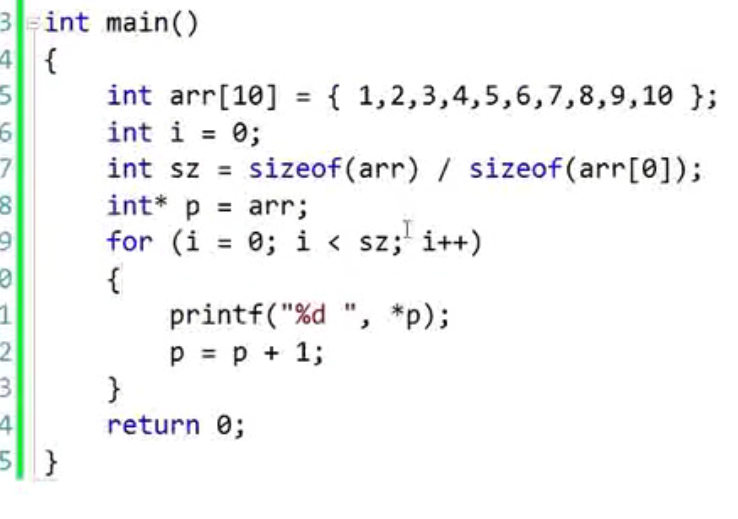 3 int main()
4 {
5 int arr[10] = { 1,2,3,4,5,6,7,8,9,10 };
6 int i = 0;
7 int sz = sizeof(arr) / sizeof(arr[0]);
8 int* p = arr;
9 for (i = 0; i < sz; i++)
0 {
1 printf("%d ", *p);
2 p = p + 1;
3 }
4 return 0;
5 }